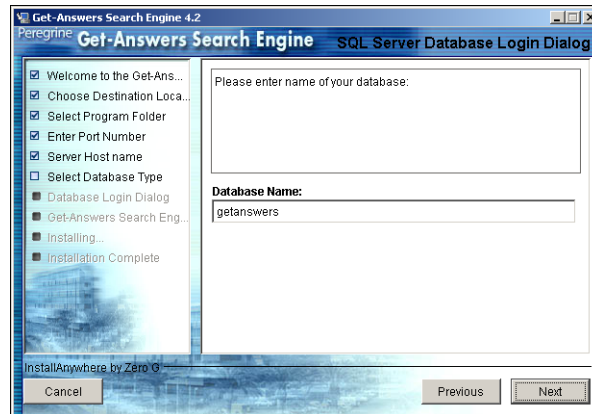 Get-Answers Search Engine 4.2
Peregrine Get-Answers Search Engine SQL Server Database Login Dialog
Welcome to the Get-Ans...
Choose Destination Loca...
Select Program Folder
Enter Port Number
Server Host name
Select Database Type
Database Login Dialog
Get-Answers Search Eng...
Installing...
Installation Complete
Please enter name of your database:
Database Name:
getanswers
InstallAnywhere by Zero G
Cancel
Previous
Next